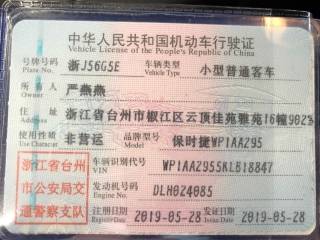 中华人民共和国机动车行驶证
Vehicle License of the People's Republic of China
号牌号码 浙J56G5E 车辆类型 小型普通客车
Plate No. Vehicle Type
所有人 严燕燕
Owner
住址 浙江省台州市椒江区云顶佳苑雅苑16幢902室
Address
使用性质 非营运 品牌型号 保时捷WP1AA295
Use Character Model
浙江省台州市公安局交通警察支队
车辆识别代号 WP1AA2955KLB18847
VIN
发动机号码 DLH024085
Engine No.
注册日期 2019-05-28 发证日期 2019-05-28
Register Date Issue Date